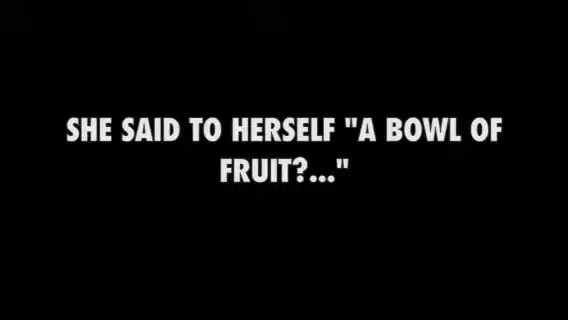 SHE SAID TO HERSELF "A BOWL OF
FRUIT?..."